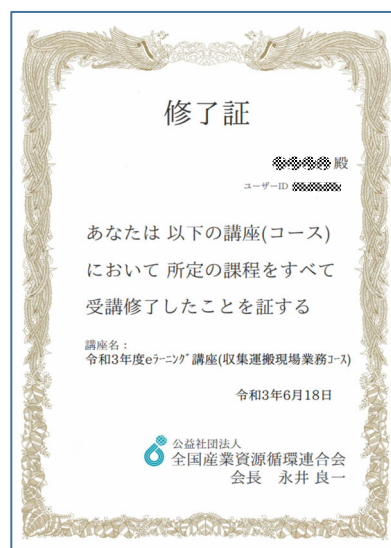 修了証
殿
ユーザーID
あなたは 以下の講座(コース)
において 所定の課程をすべて
受講修了したことを証する
講座名：
令和3年度eﾗｰﾆﾝｸﾞ講座(収集運搬現場業務ｺｰｽ)
令和3年6月18日
公益社団法人
全国産業資源循環連合会
会長 永井 良一